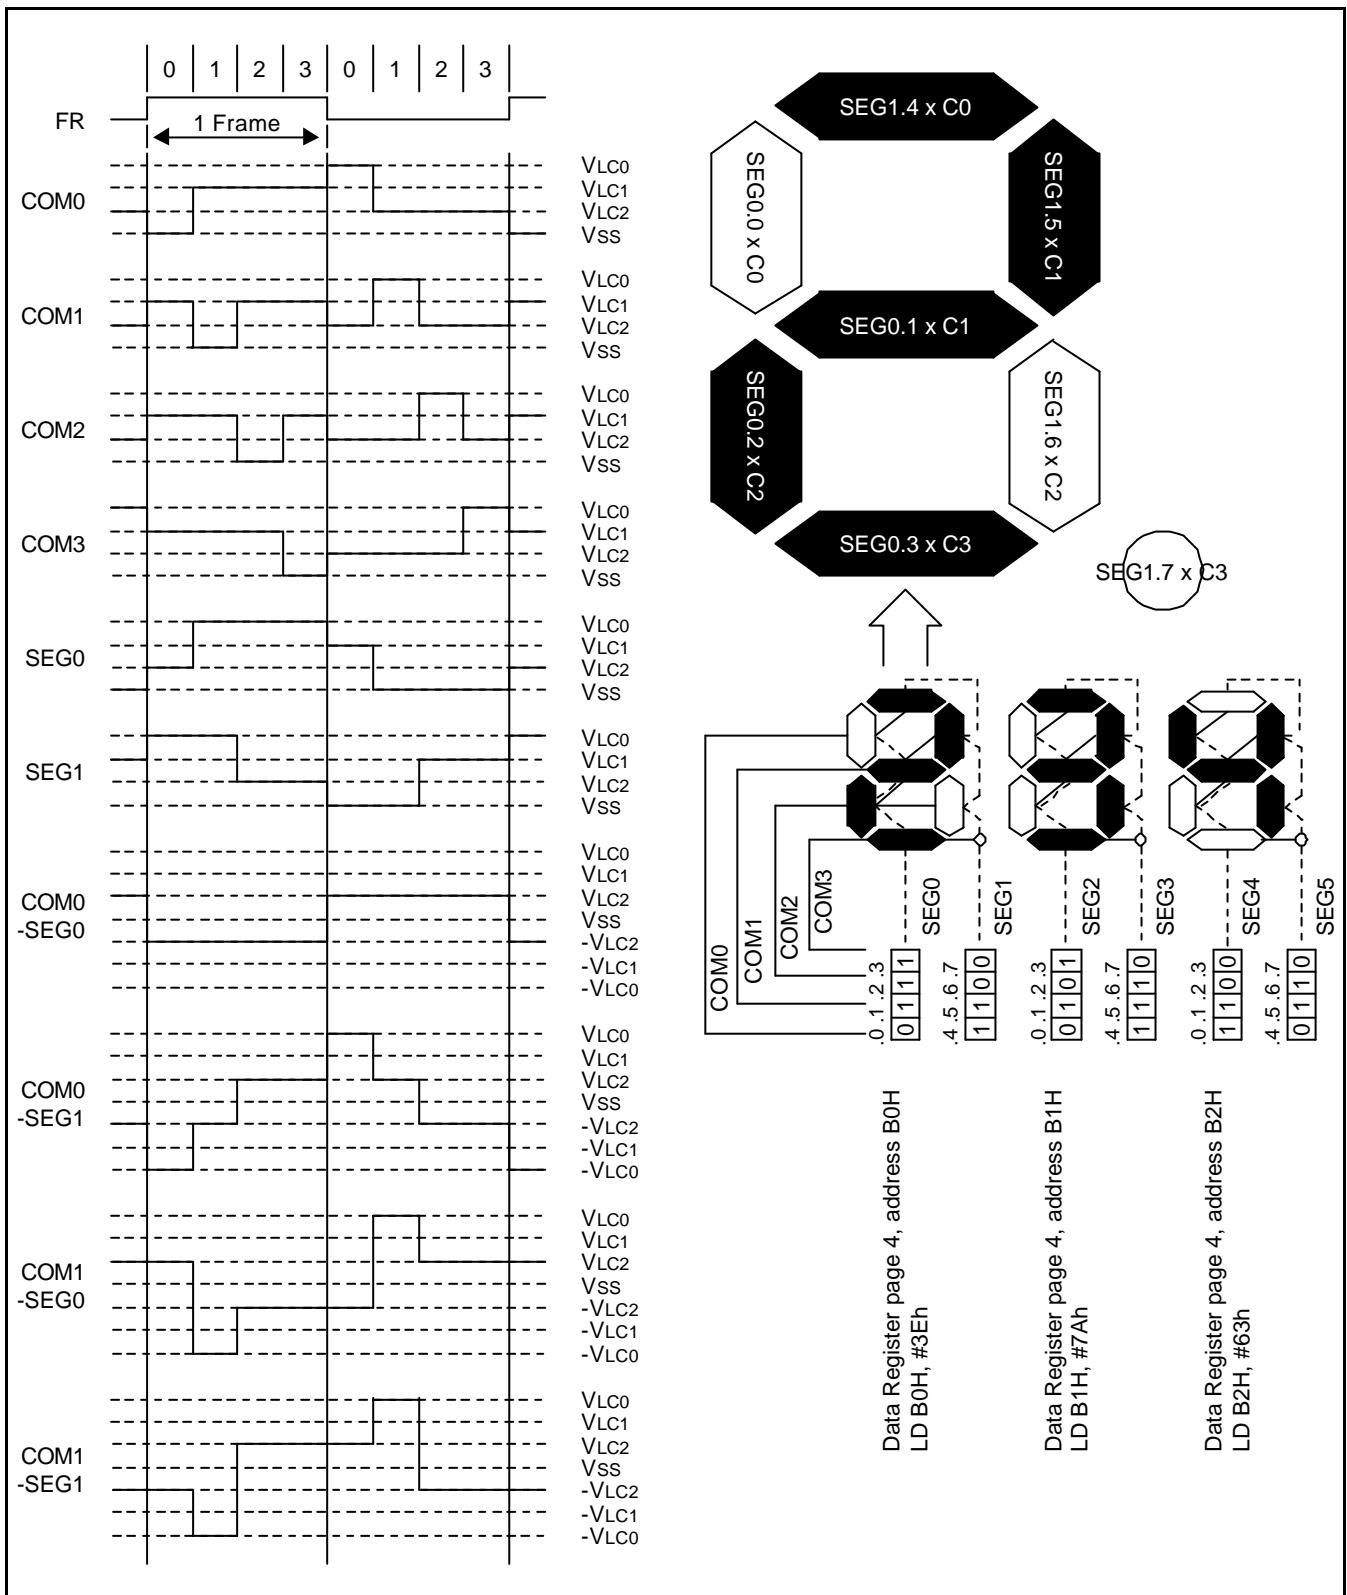 0 1 2 3 0 1 2 3
FR
1 Frame
COM0
VLC0
VLC1
VLC2
VSS
COM1
VLC0
VLC1
VLC2
VSS
COM2
VLC0
VLC1
VLC2
VSS
COM3
VLC0
VLC1
VLC2
VSS
SEG0
VLC0
VLC1
VLC2
VSS
SEG1
VLC0
VLC1
VLC2
VSS
COM0
-SEG0
VLC0
VLC1
VLC2
VSS
-VLC2
-VLC1
-VLC0
COM0
-SEG1
VLC0
VLC1
VLC2
VSS
-VLC2
-VLC1
-VLC0
COM1
-SEG0
VLC0
VLC1
VLC2
VSS
-VLC2
-VLC1
-VLC0
COM1
-SEG1
VLC0
VLC1
VLC2
VSS
-VLC2
-VLC1
-VLC0
SEG1.4 x C0
SEG0.0 x C0
SEG1.5 x C1
SEG0.1 x C1
SEG0.2 x C2
SEG1.6 x C2
SEG0.3 x C3
SEG1.7 x C3
COM0
COM1
COM2
COM3
SEG0
SEG1
SEG2
SEG3
SEG4
SEG5
.0 .1 .2 .3
0 1 1 1
.4 .5 .6 .7
1 1 0 0
.0 .1 .2 .3
0 1 0 1
.4 .5 .6 .7
1 1 1 0
.0 .1 .2 .3
1 1 0 0
.4 .5 .6 .7
0 1 1 0
Data Register page 4, address B0H
LD B0H, #3Eh
Data Register page 4, address B1H
LD B1H, #7Ah
Data Register page 4, address B2H
LD B2H, #63h